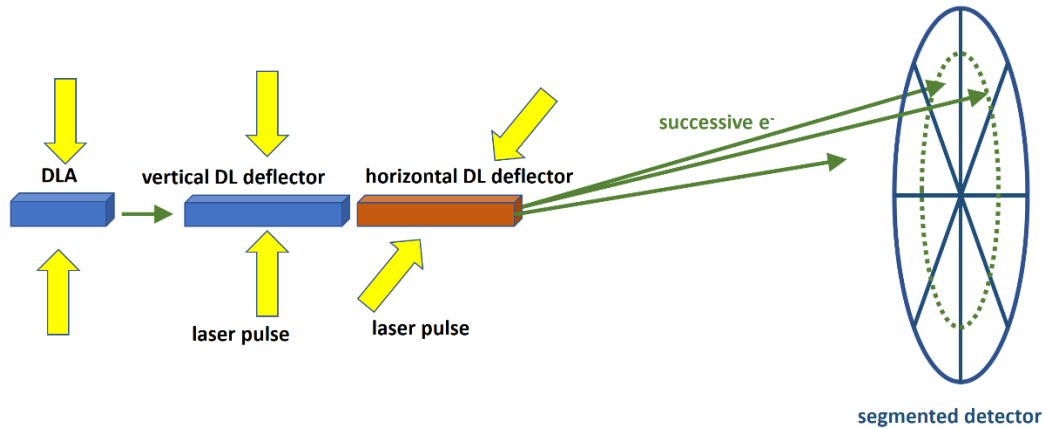 DLA
vertical DL deflector
horizontal DL deflector
successive e-
laser pulse
laser pulse
segmented detector